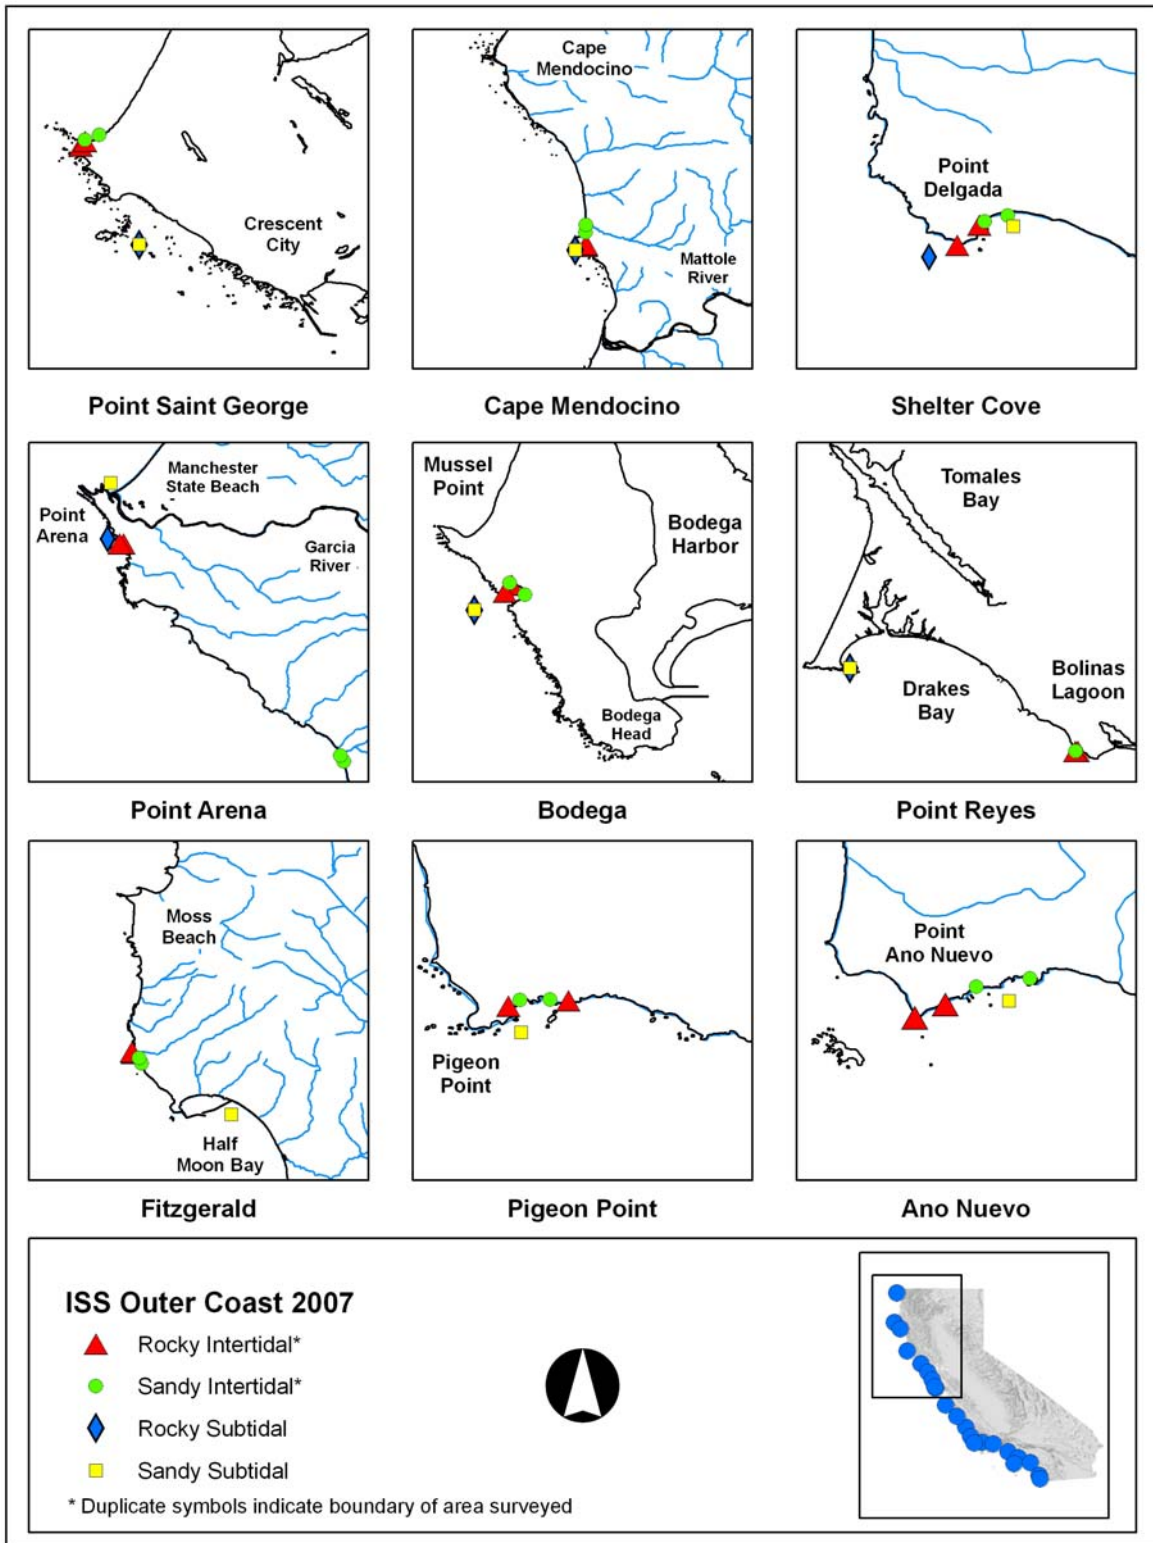 Crescent
City
Point Saint George
Cape
Mendocino
Mattole
River
Cape Mendocino
Point
Delgada
Shelter Cove
Manchester
State Beach
Point
Arena
Garcia
River
Point Arena
Mussel
Point
Bodega
Harbor
Bodega
Head
Bodega
Tomales
Bay
Drakes
Bay
Bolinas
Lagoon
Point Reyes
Moss
Beach
Half
Moon Bay
Fitzgerald
Pigeon
Point
Pigeon Point
Point
Ano Nuevo
Ano Nuevo
ISS Outer Coast 2007
Rocky Intertidal*
Sandy Intertidal*
Rocky Subtidal
Sandy Subtidal
* Duplicate symbols indicate boundary of area surveyed